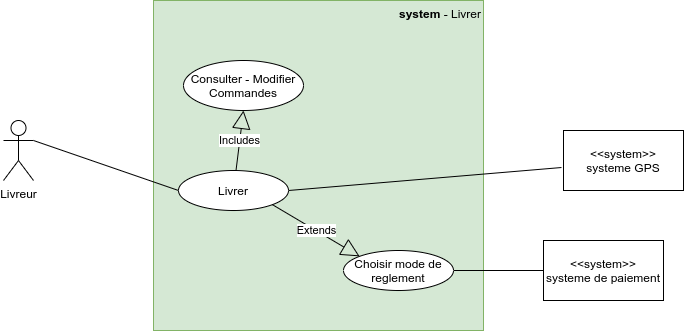 system - Livrer
Consulter - Modifier
Commandes
Includes
Livreur
Livrer
<<system>>
systeme GPS
Extends
Choisir mode de
reglement
<<system>>
systeme de paiement